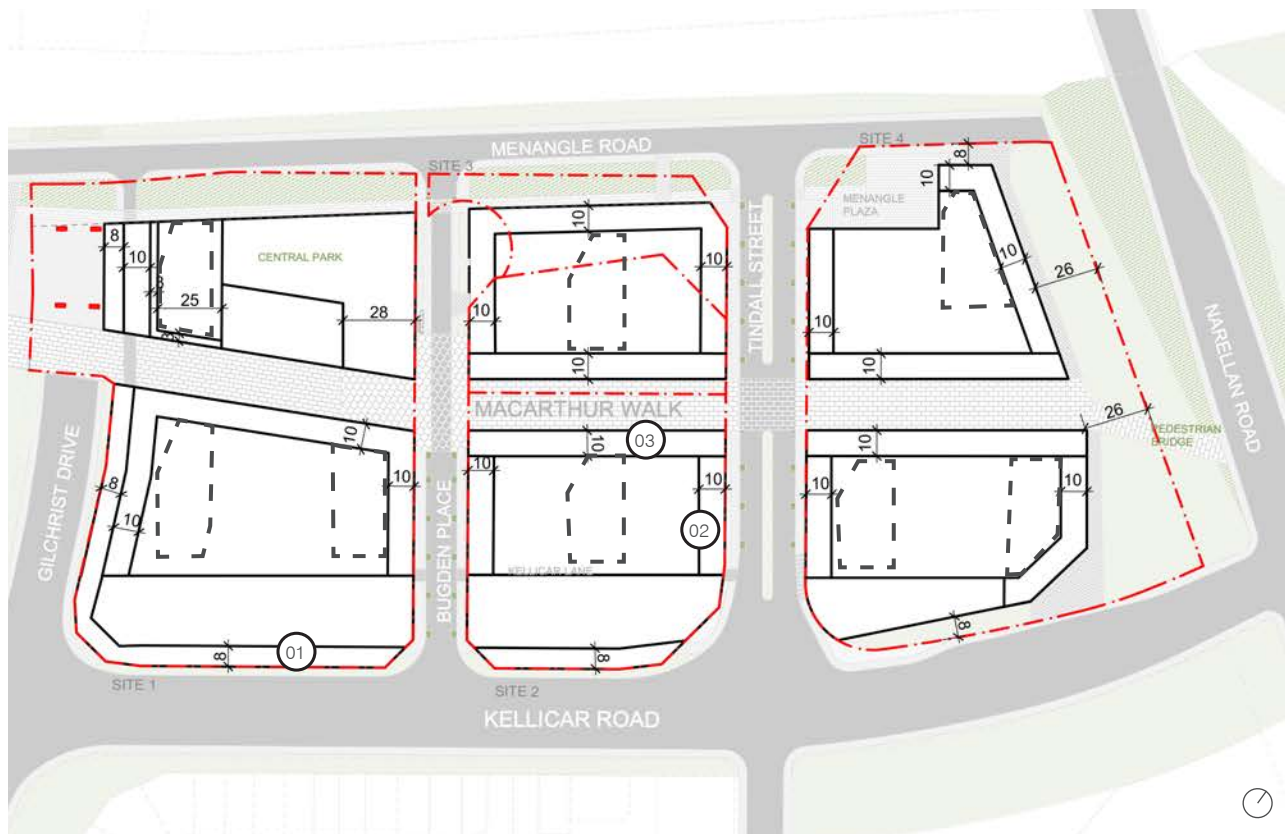 MENANGLE ROAD
SITE 4
SITE 3
8
10
MENANGLE
PLAZA
10
8
10
3
CENTRAL PARK
25
28
3
10
10
10
10
TINDALL STREET
10
10
10
26
NARELLAN ROAD
MACARTHUR WALK
26
PEDESTRIAN
BRIDGE
GILCHRIST DRIVE
8
10
10
10
BUGDEN PLACE
10
10
03
10
02
10
10
10
KELLICAR LANE
8
01
8
8
SITE 1
SITE 2
KELLICAR ROAD